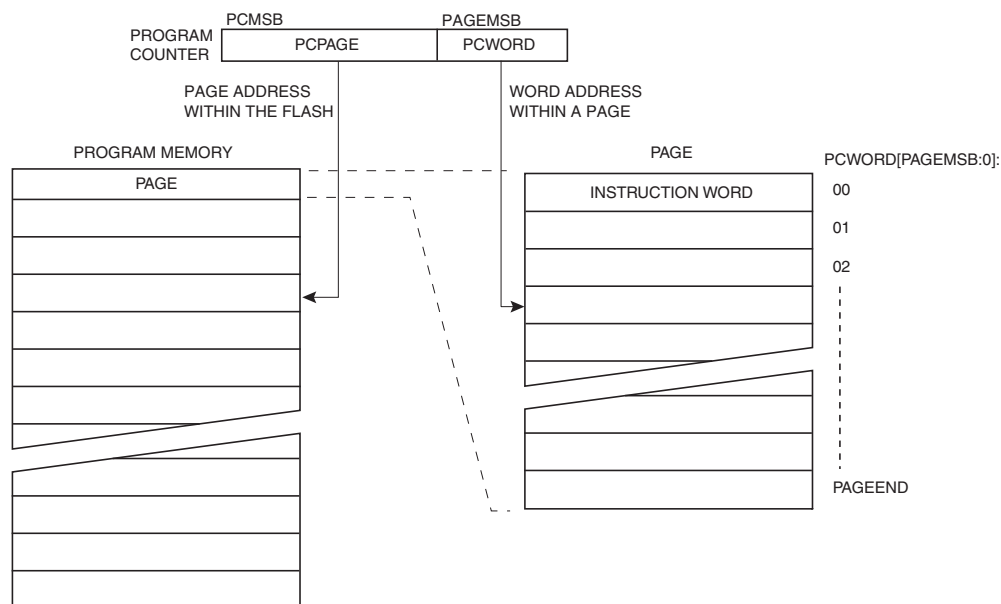 PCMSB
PAGEMSB
PROGRAM
COUNTER
PCPAGE
PCWORD
PAGE ADDRESS
WITHIN THE FLASH
WORD ADDRESS
WITHIN A PAGE
PROGRAM MEMORY
PAGE
PAGE
PCWORD[PAGEMSB:0]:
INSTRUCTION WORD
00
01
02
PAGEEND